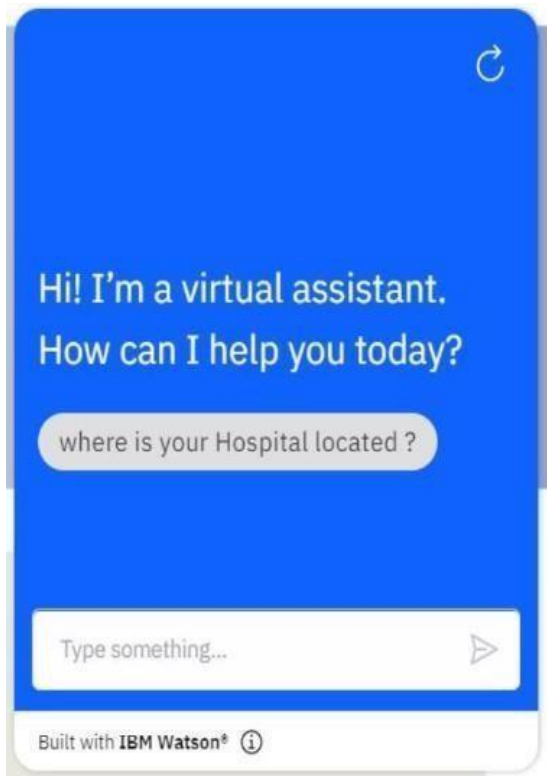 Hi! I'm a virtual assistant.
How can I help you today?
where is your Hospital located ?
Type something...
Built with IBM Watson®